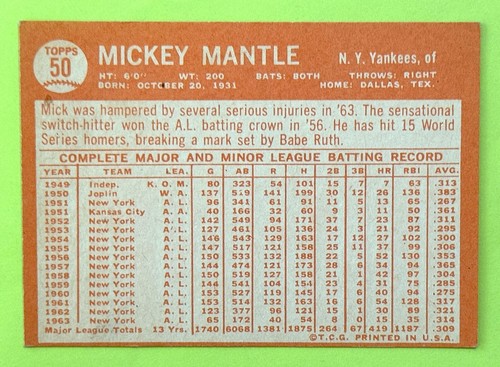 TOPPS
50
MICKEY MANTLE
N. Y. Yankees, of
HT: 6'0" WT: 200 BATS: BOTH THROWS: RIGHT
BORN: OCTOBER 20, 1931 HOME: DALLAS, TEX.
Mick was hampered by several serious injuries in '63. The sensational
switch-hitter won the A.L. batting crown in '56. He has hit 15 World
Series homers, breaking a mark set by Babe Ruth.
COMPLETE MAJOR AND MINOR LEAGUE BATTING RECORD
YEAR TEAM LEA. G AB R H 2B 3B HR RBI AVG.
1949 Indep. K. O. M. 80 323 54 101 15 7 7 63 .313
1950 Joplin W. A. 137 519 141 199 30 12 26 136 .383
1951 New York A. L. 96 341 61 91 11 5 13 65 .267
1951 Kansas City A. A. 40 166 32 60 9 3 11 50 .361
1952 New York A. L. 142 549 94 171 37 7 23 87 .311
1953 New York A. L. 127 461 105 136 24 3 21 92 .295
1954 New York A. L. 146 543 129 163 17 12 27 102 .300
1955 New York A. L. 147 517 121 158 25 11 37 99 .306
1956 New York A. L. 150 533 132 188 22 5 52 130 .353
1957 New York A. L. 144 474 121 173 28 6 34 94 .365
1958 New York A. L. 150 519 127 158 21 1 42 97 .304
1959 New York A. L. 144 541 104 154 23 4 31 75 .285
1960 New York A. L. 153 527 119 145 17 6 40 94 .275
1961 New York A. L. 153 514 132 163 16 6 54 128 .317
1962 New York A. L. 123 377 96 121 15 1 30 89 .321
1963 New York A. L. 65 172 40 54 8 0 15 35 .314
Major League Totals 13 Yrs. 1740 6068 1381 1875 264 67 419 1187 .309
©T.C.G. PRINTED IN U.S.A.